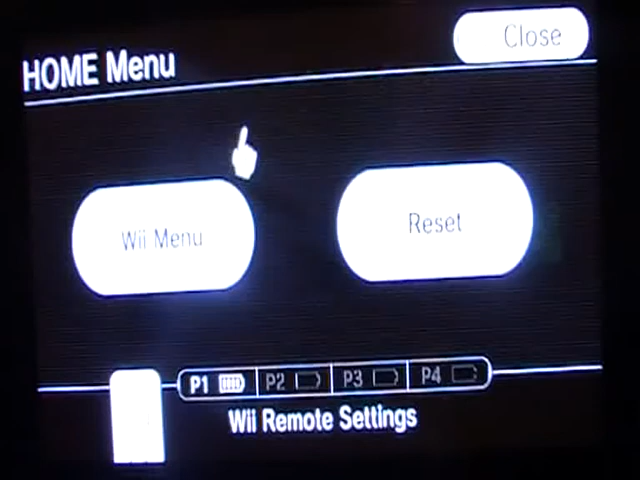 HOME Menu
Close
Wii Menu
Reset
P1 P2 P3 P4
Wii Remote Settings